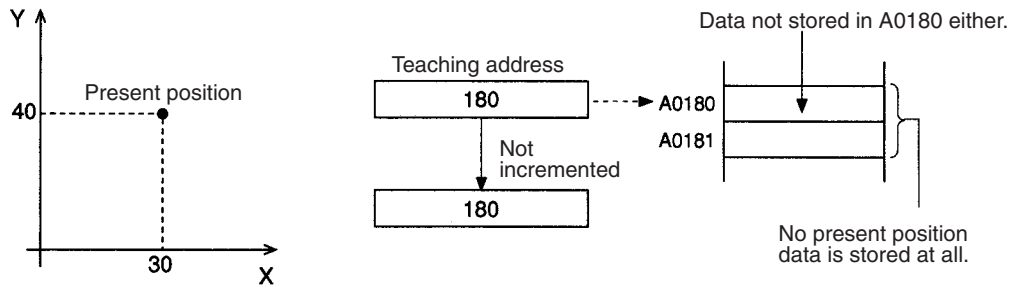 Y
40
Present position
30
X
Teaching address
180
Not
incremented
180
Data not stored in A0180 either.
A0180
A0181
No present position
data is stored at all.